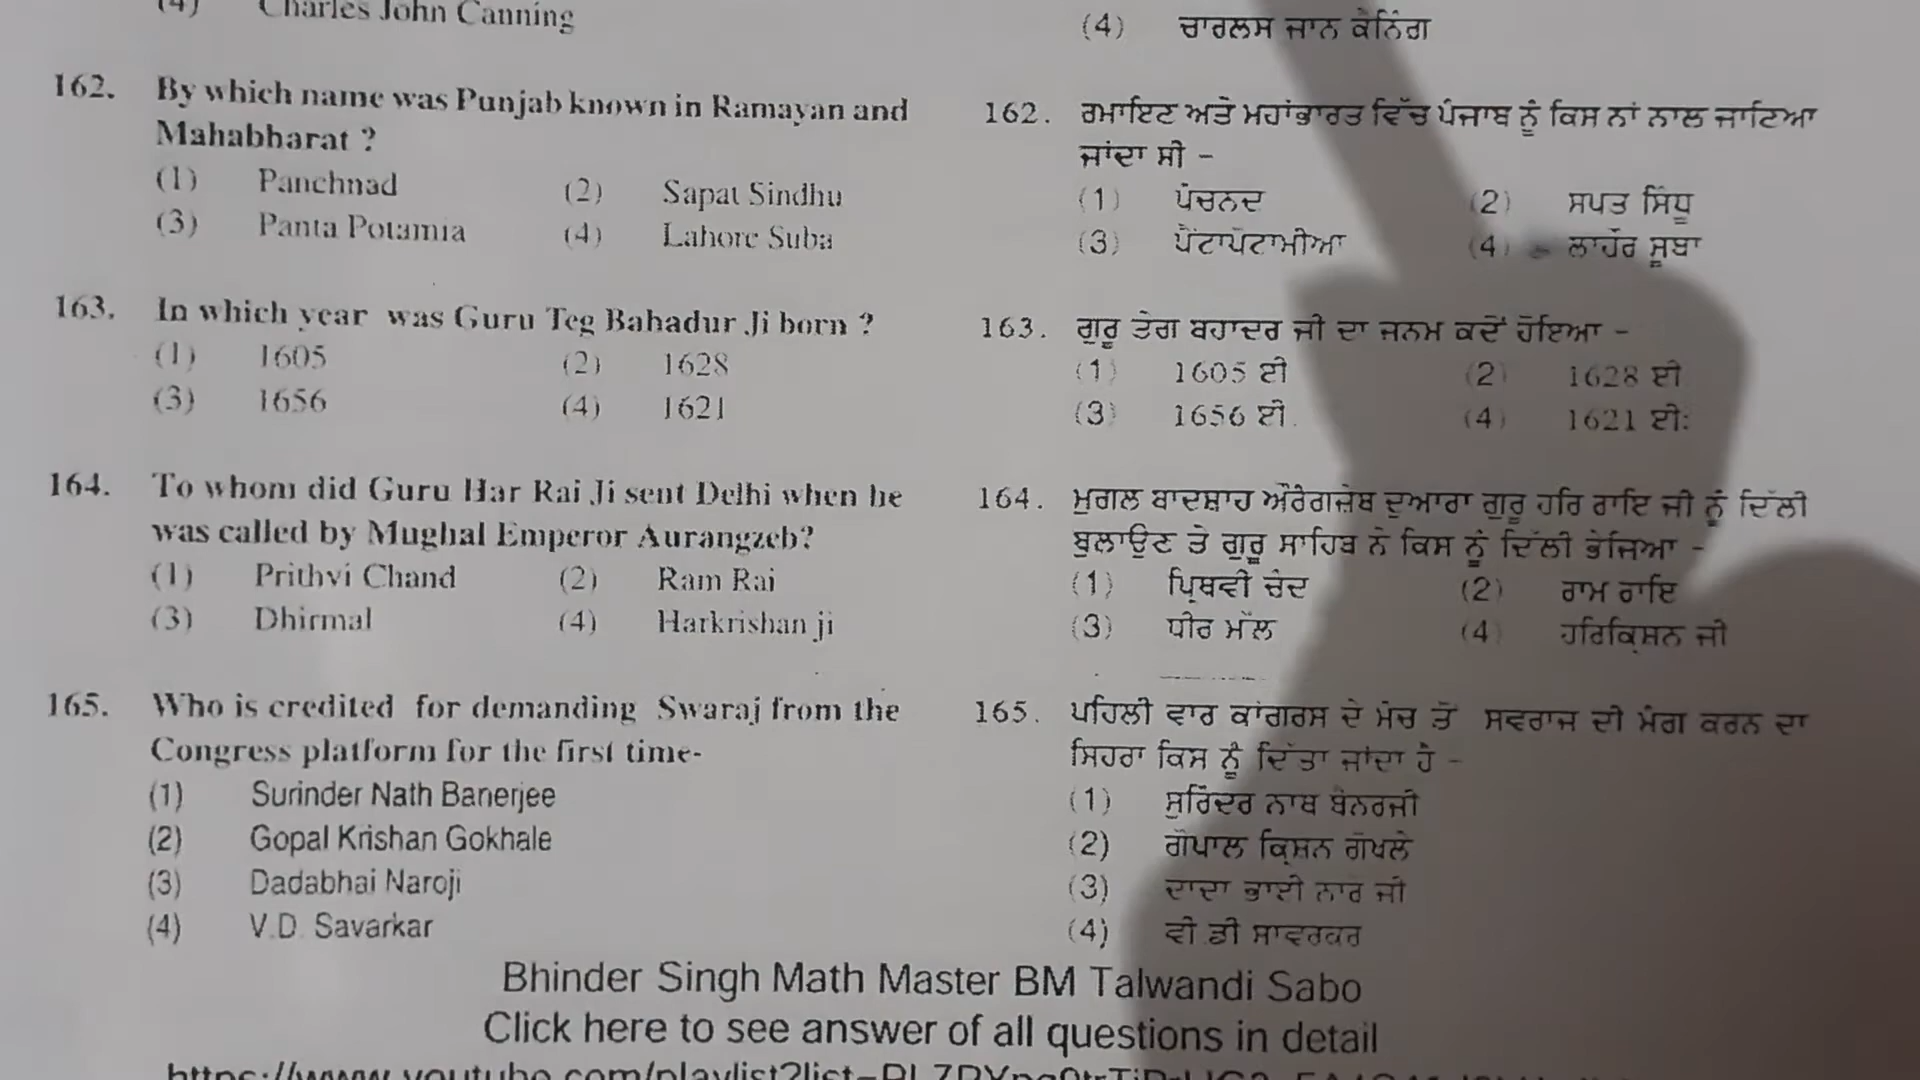 (4) Charles John Canning
162. By which name was Punjab known in Ramayan and
Mahabharat ?
(1) Panchnad (2) Sapat Sindhu
(3) Panta Potamia (4) Lahore Suba
163. In which year was Guru Teg Bahadur Ji born ?
(1) 1605 (2) 1628
(3) 1656 (4) 1621
164. To whom did Guru Har Rai Ji sent Delhi when he
was called by Mughal Emperor Aurangzeb?
(1) Prithvi Chand (2) Ram Rai
(3) Dhirmal (4) Harkrishan ji
165. Who is credited for demanding Swaraj from the
Congress platform for the first time-
(1) Surinder Nath Banerjee
(2) Gopal Krishan Gokhale
(3) Dadabhai Naroji
(4) V.D. Savarkar
(4) ਚਾਰਲਸ ਜਾਨ ਕੈਨਿੰਗ
162. ਰਮਾਇਣ ਅਤੇ ਮਹਾਂਭਾਰਤ ਵਿੱਚ ਪੰਜਾਬ ਨੂੰ ਕਿਸ ਨਾਂ ਨਾਲ ਜਾਣਿਆ
ਜਾਂਦਾ ਸੀ -
(1) ਪੰਚਨਦ (2) ਸਪਤ ਸਿੰਧੂ
(3) ਪੈਂਟਾਪੋਟਾਮੀਆ (4) ਲਾਹੌਰ ਸੂਬਾ
163. ਗੁਰੂ ਤੇਗ ਬਹਾਦਰ ਜੀ ਦਾ ਜਨਮ ਕਦੋਂ ਹੋਇਆ -
(1) 1605 ਈ (2) 1628 ਈ
(3) 1656 ਈ. (4) 1621 ਈ:
164. ਮੁਗਲ ਬਾਦਸ਼ਾਹ ਔਰੰਗਜ਼ੇਬ ਦੁਆਰਾ ਗੁਰੂ ਹਰਿ ਰਾਇ ਜੀ ਨੂੰ ਦਿੱਲੀ
ਬੁਲਾਉਣ ਤੇ ਗੁਰੂ ਸਾਹਿਬ ਨੇ ਕਿਸ ਨੂੰ ਦਿੱਲੀ ਭੇਜਿਆ -
(1) ਪ੍ਰਿਥਵੀ ਚੰਦ (2) ਰਾਮ ਰਾਇ
(3) ਧੀਰ ਮੱਲ (4) ਹਰਿਕ੍ਰਿਸ਼ਨ ਜੀ
165. ਪਹਿਲੀ ਵਾਰ ਕਾਂਗਰਸ ਦੇ ਮੰਚ ਤੋਂ ਸਵਰਾਜ ਦੀ ਮੰਗ ਕਰਨ ਦਾ
ਸਿਹਰਾ ਕਿਸ ਨੂੰ ਦਿੱਤਾ ਜਾਂਦਾ ਹੈ -
(1) ਸੁਰਿੰਦਰ ਨਾਥ ਬੈਨਰਜੀ
(2) ਗੋਪਾਲ ਕ੍ਰਿਸ਼ਨ ਗੋਖਲੇ
(3) ਦਾਦਾ ਭਾਈ ਨਾਰੋ ਜੀ
(4) ਵੀ.ਡੀ ਸਾਵਰਕਰ
Bhinder Singh Math Master BM Talwandi Sabo
Click here to see answer of all questions in detail